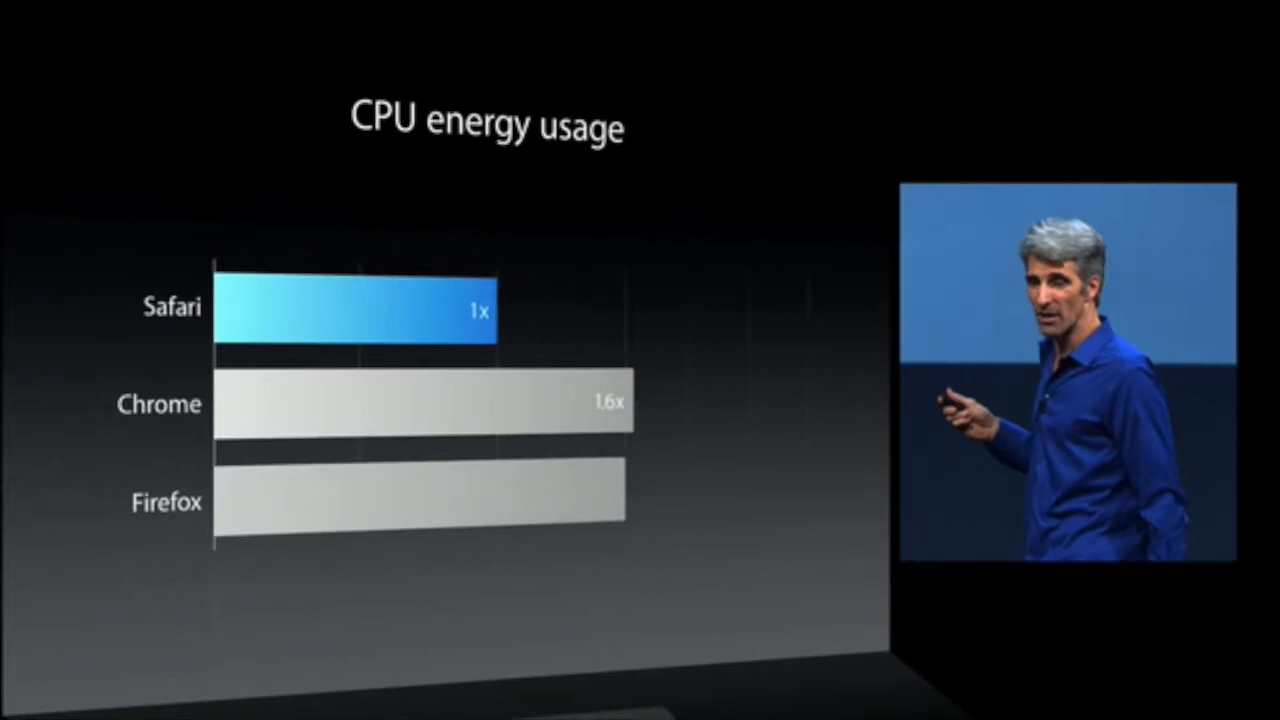 CPU energy usage
Safari
1x
Chrome
1.6x
Firefox